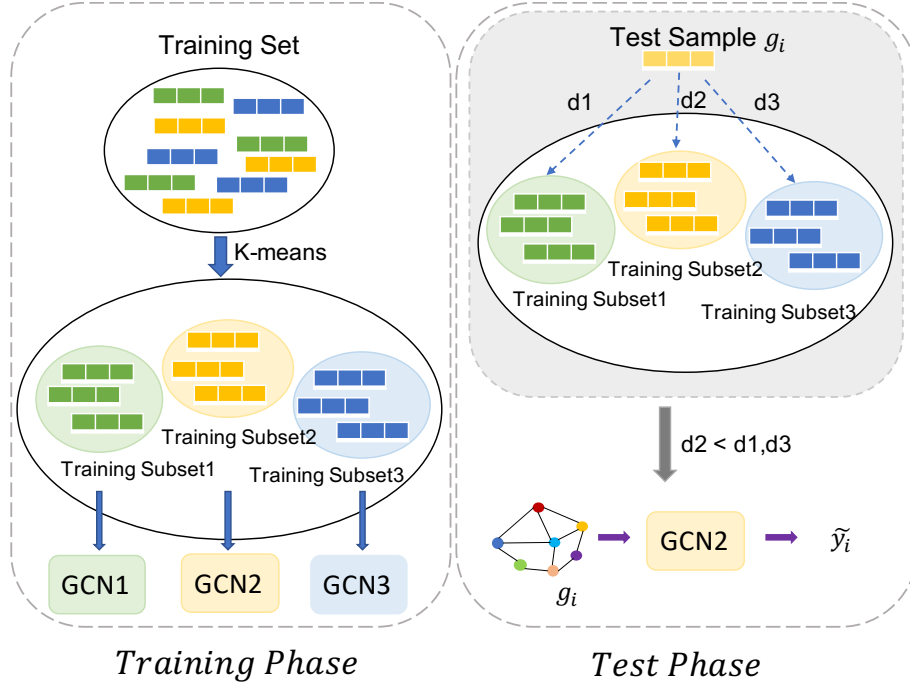 Training Set
K-means
Training Subset2
Training Subset1
Training Subset3
GCN1
GCN2
GCN3
Training Phase
Test Sample g_i
d1
d2
d3
Training Subset2
Training Subset1
Training Subset3
d2 < d1,d3
GCN2
ỹ_i
g_i
Test Phase